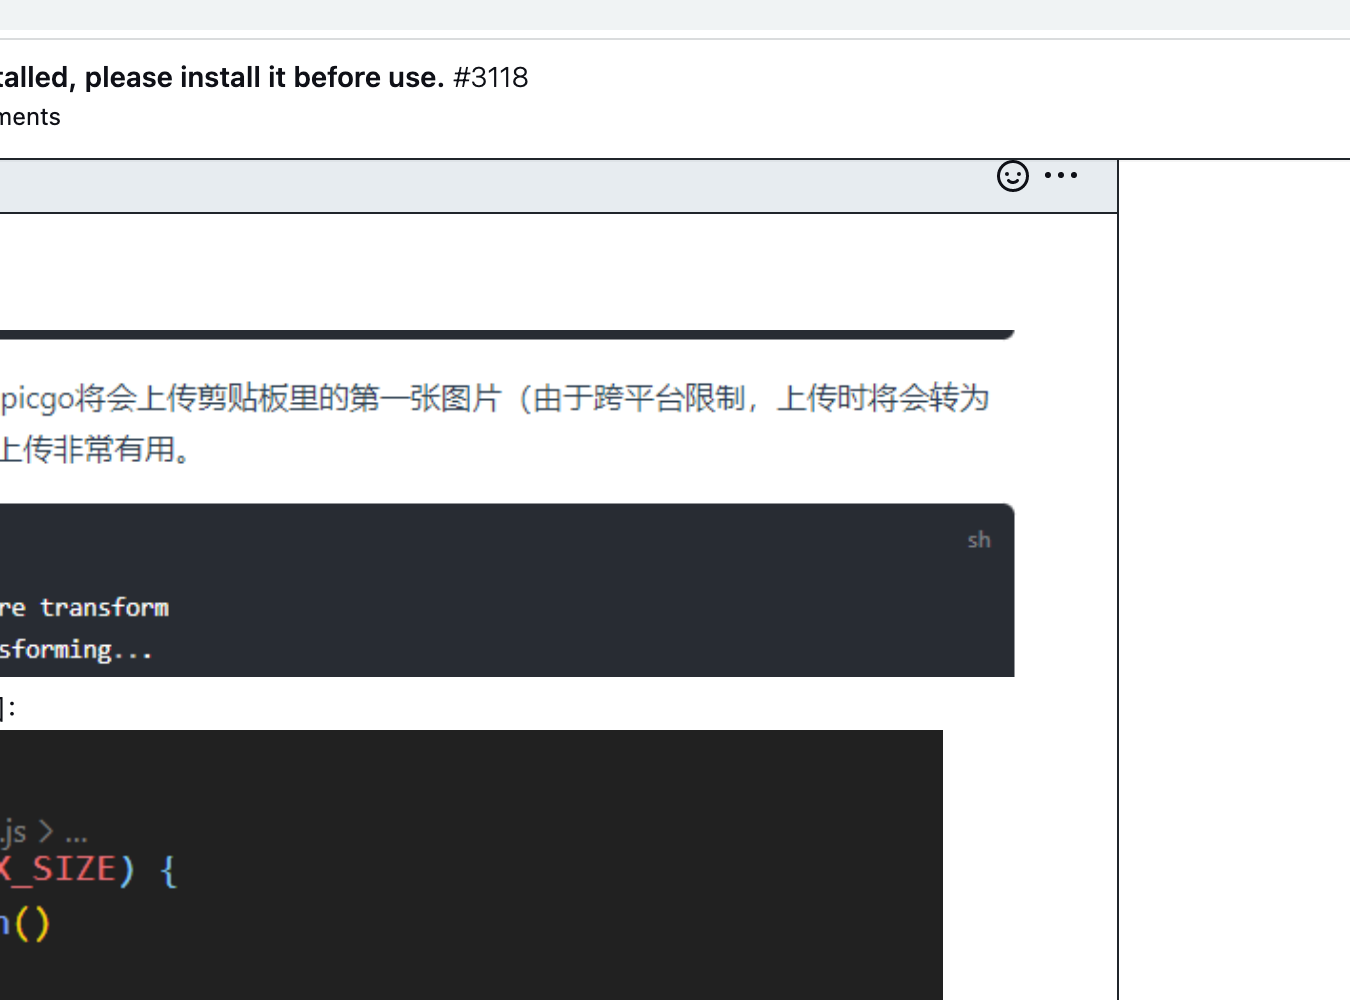 talled, please install it before use. #3118
ments
picgo将会上传剪贴板里的第一张图片（由于跨平台限制，上传时将会转为
上传非常有用。
sh
re transform
sforming...
]:
.js > ...
X_SIZE) {
n()